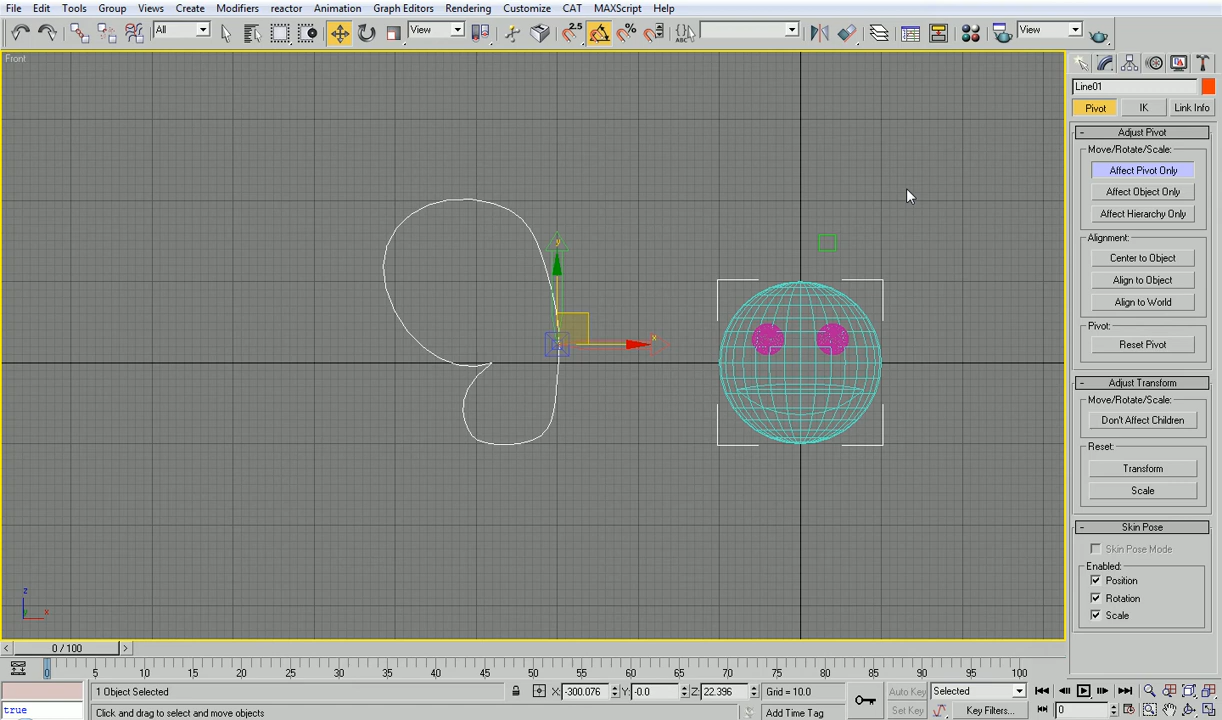 File Edit Tools Group Views Create Modifiers reactor Animation Graph Editors Rendering Customize CAT MAXScript Help
All View 2.5 ABC View
Front
Line01
Pivot IK Link Info
- Adjust Pivot
Move/Rotate/Scale:
Affect Pivot Only
Affect Object Only
Affect Hierarchy Only
Alignment:
Center to Object
Align to Object
Align to World
Pivot:
Reset Pivot
- Adjust Transform
Move/Rotate/Scale:
Don't Affect Children
Reset:
Transform
Scale
- Skin Pose
Skin Pose Mode
Enabled:
Position
Rotation
Scale
y
x
z
y x
< 0 / 100 >
0 5 10 15 20 25 30 35 40 45 50 55 60 65 70 75 80 85 90 95 100
1 Object Selected X: -300.076 Y: -0.0 Z: 22.396 Grid = 10.0 Auto Key Selected
true Click and drag to select and move objects Add Time Tag Set Key Key Filters... 0